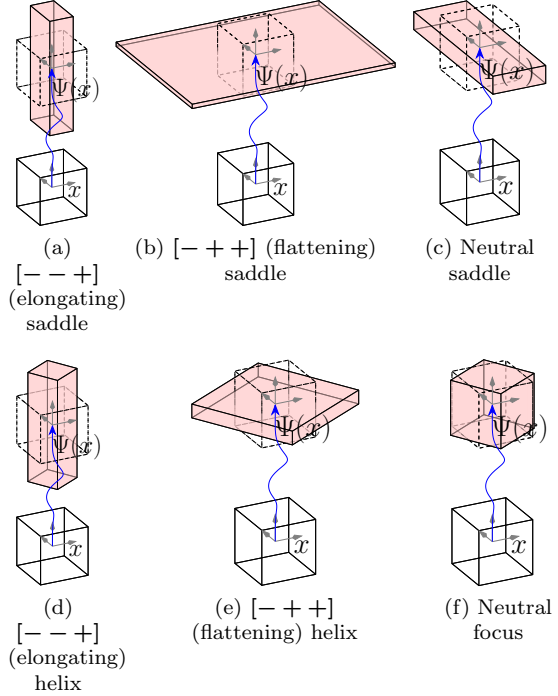 Ψ(x)
x
Ψ(x)
x
Ψ(x)
x
(a)
[− − +]
(elongating)
saddle
(b) [− + +] (flattening)
saddle
(c) Neutral
saddle
Ψ(x)
x
Ψ(x)
x
Ψ(x)
x
(d)
[− − +]
(elongating)
helix
(e) [− + +]
(flattening) helix
(f) Neutral
focus